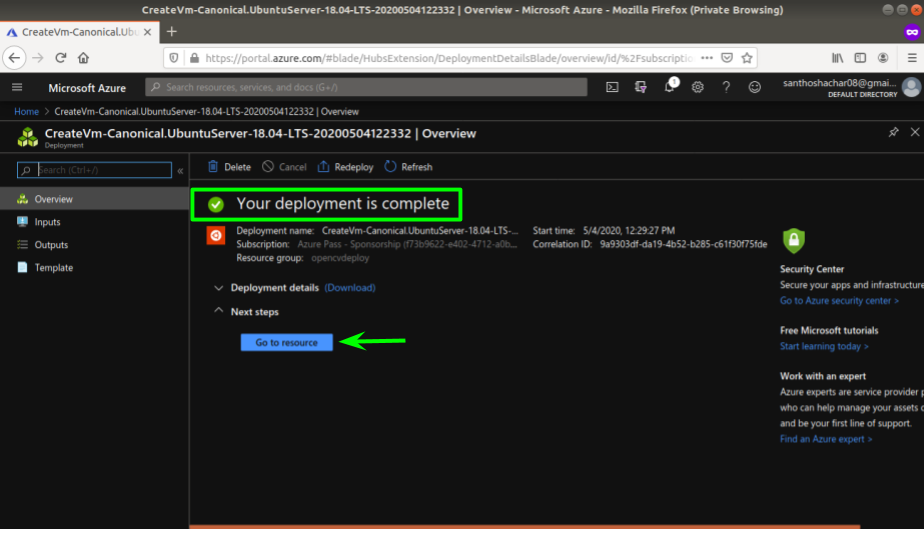 CreateVm-Canonical.UbuntuServer-18.04-LTS-20200504122332 | Overview - Microsoft Azure - Mozilla Firefox (Private Browsing)
CreateVm-Canonical.Ubu
https://portal.azure.com/#blade/HubsExtension/DeploymentDetailsBlade/overview/id/%2Fsubscriptio
Microsoft Azure
Search resources, services, and docs (G+/)
1
santhoshachar08@gmai...
DEFAULT DIRECTORY
Home > CreateVm-Canonical.UbuntuServer-18.04-LTS-20200504122332 | Overview
CreateVm-Canonical.UbuntuServer-18.04-LTS-20200504122332 | Overview
Deployment
Search (Ctrl+/)
«
Overview
Inputs
Outputs
Template
Delete Cancel Redeploy Refresh
Your deployment is complete
Deployment name: CreateVm-Canonical.UbuntuServer-18.04-LTS-...
Subscription: Azure Pass - Sponsorship (f73b9622-e402-4712-a0b...
Resource group: opencvdeploy
Start time: 5/4/2020, 12:29:27 PM
Correlation ID: 9a9303df-da19-4b52-b285-c61f30f75fde
Deployment details (Download)
Next steps
Go to resource
Security Center
Secure your apps and infrastructure
Go to Azure security center >
Free Microsoft tutorials
Start learning today >
Work with an expert
Azure experts are service provider p
who can help manage your assets o
and be your first line of support.
Find an Azure expert >